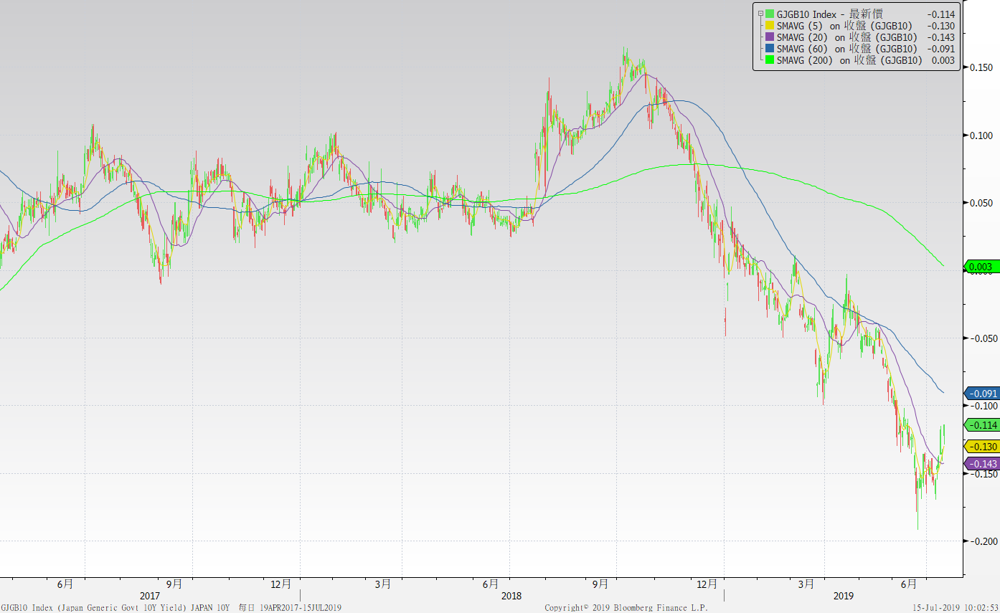 GJGB10 Index - 最新價 -0.114
SMAVG (5) on 收盤 (GJGB10) -0.130
SMAVG (20) on 收盤 (GJGB10) -0.143
SMAVG (60) on 收盤 (GJGB10) -0.091
SMAVG (200) on 收盤 (GJGB10) 0.003
0.150
0.100
0.050
0.003
0.000
-0.050
-0.091
-0.100
-0.114
-0.130
-0.143
-0.150
-0.200
6月 9月 12月 3月 6月 9月 12月 3月 6月
2017 2018 2019
GJGB10 Index (Japan Generic Govt 10Y Yield) JAPAN 10Y 每日 19APR2017-15JUL2019 Copyright© 2019 Bloomberg Finance L.P. 15-Jul-2019 10:02:53